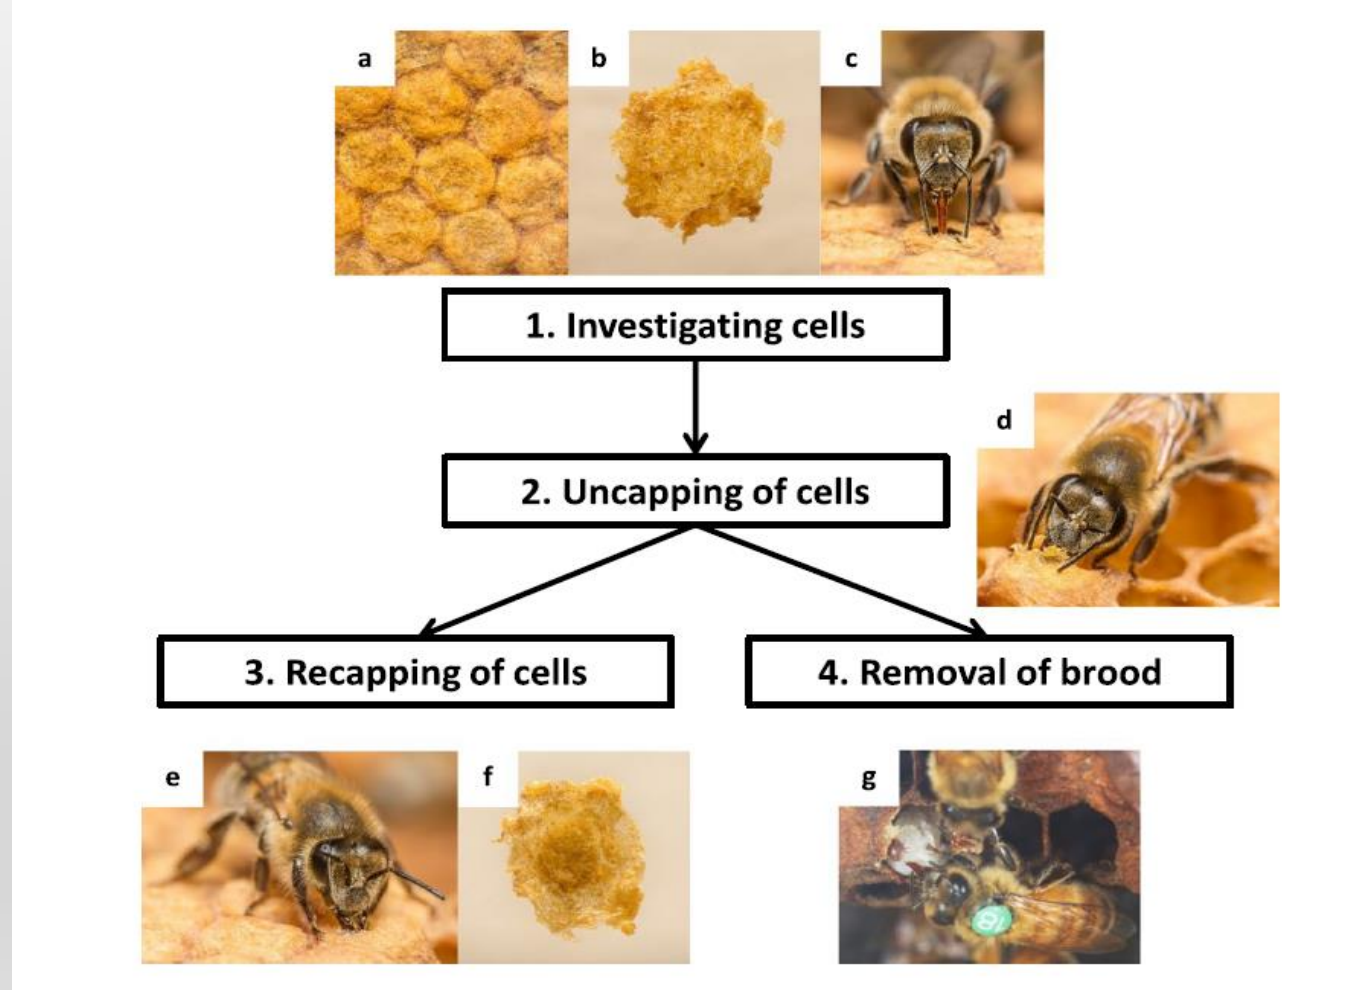 a
b
c
1. Investigating cells
d
2. Uncapping of cells
3. Recapping of cells
4. Removal of brood
e
f
g